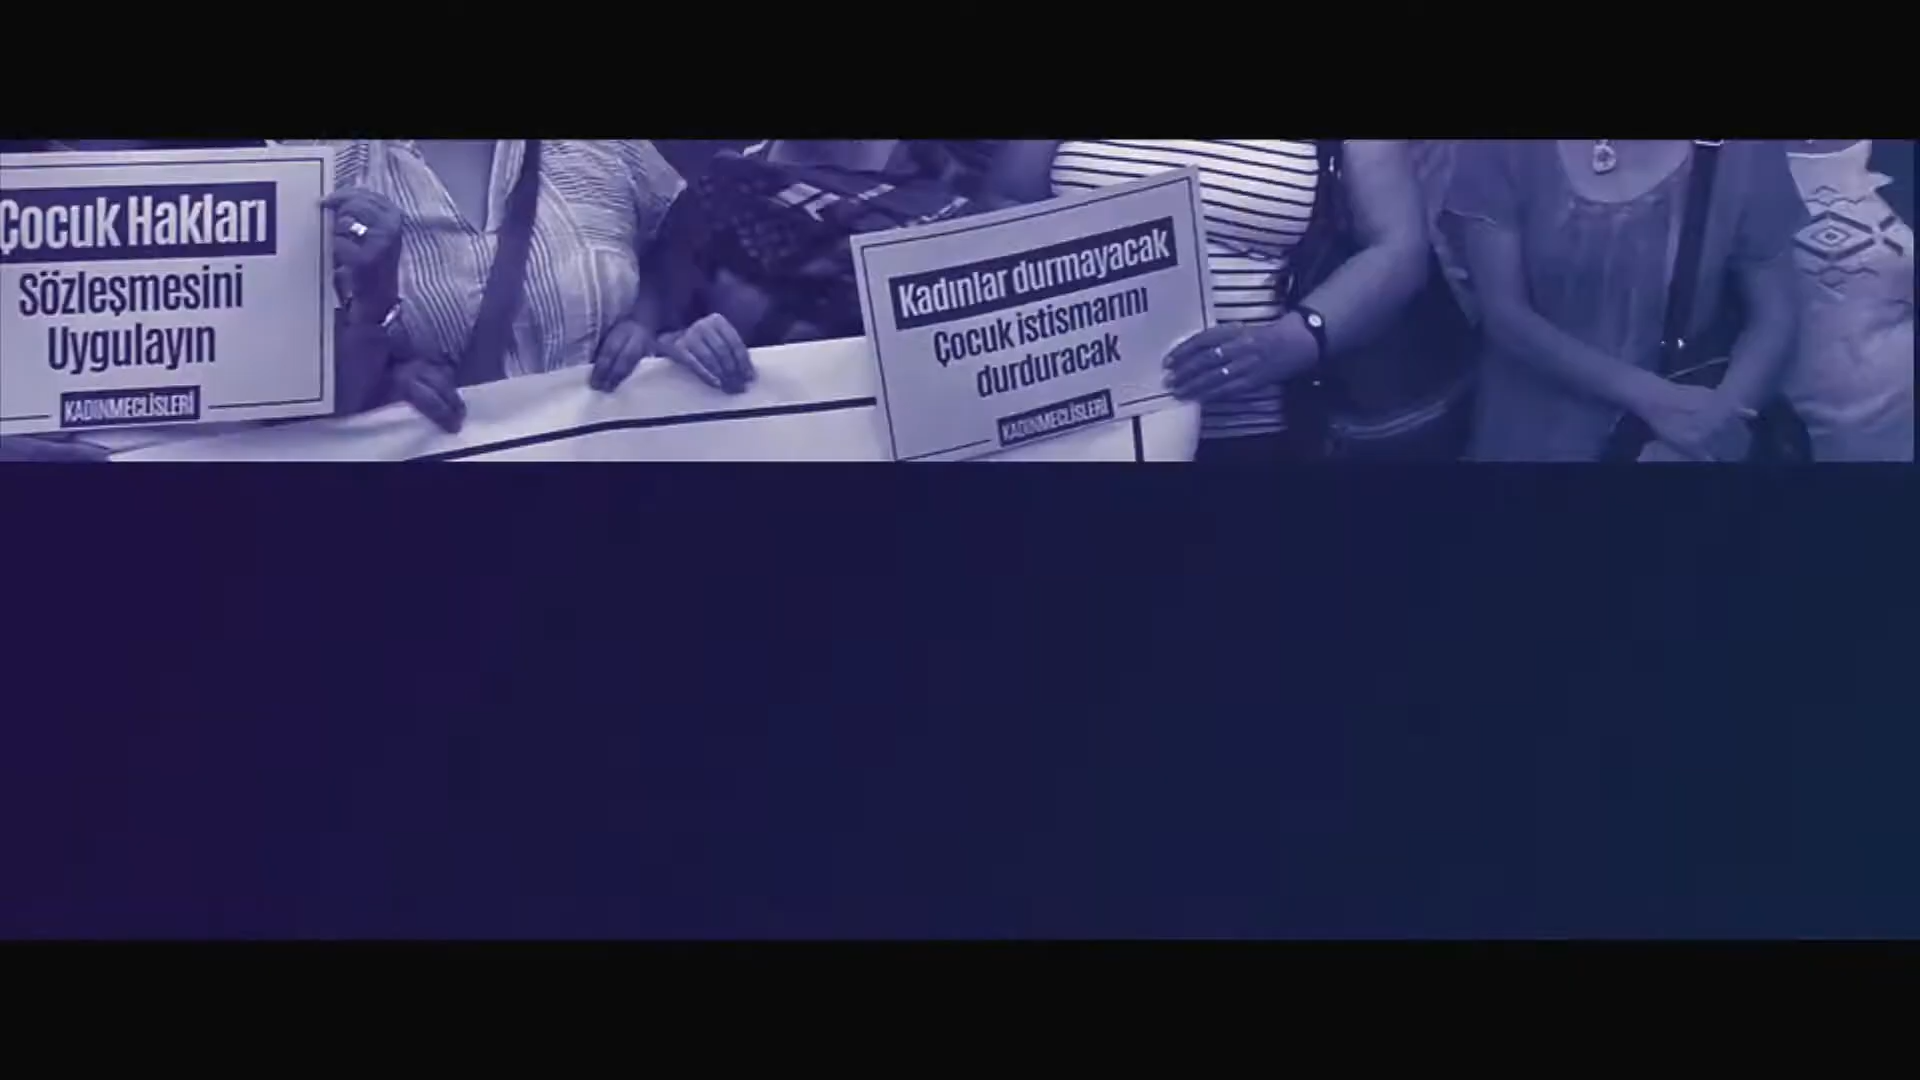 Çocuk Hakları
Sözleşmesini
Uygulayın
KADINMECLİSLERİ
Kadınlar durmayacak
Çocuk istismarını
durduracak
KADINMECLİSLERİ